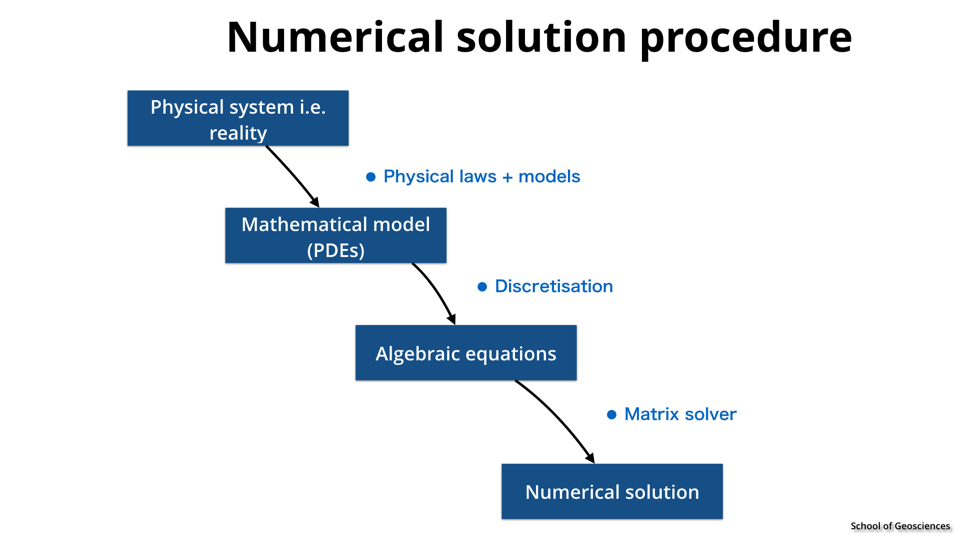 Numerical solution procedure
Physical system i.e.
reality
● Physical laws + models
Mathematical model
(PDEs)
● Discretisation
Algebraic equations
● Matrix solver
Numerical solution
School of Geosciences